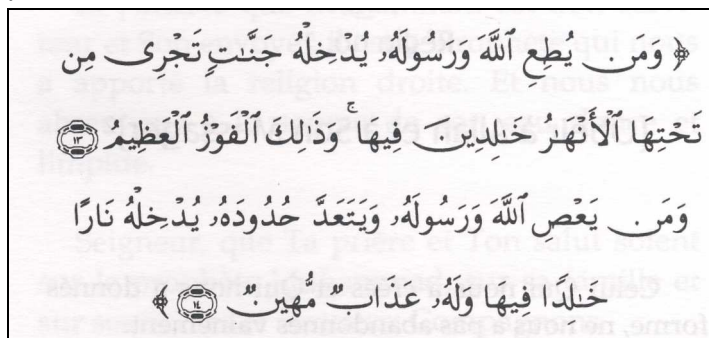 ﴿ وَمَن يُطِعِ ٱللَّهَ وَرَسُولَهُۥ يُدْخِلْهُ جَنَّٰتٍ تَجْرِى مِن
تَحْتِهَا ٱلْأَنْهَٰرُ خَٰلِدِينَ فِيهَا ۚ وَذَٰلِكَ ٱلْفَوْزُ ٱلْعَظِيمُ ١٣
وَمَن يَعْصِ ٱللَّهَ وَرَسُولَهُۥ وَيَتَعَدَّ حُدُودَهُۥ يُدْخِلْهُ نَارًا
خَٰلِدًا فِيهَا وَلَهُۥ عَذَابٌ مُّهِينٌ ١٤ ﴾